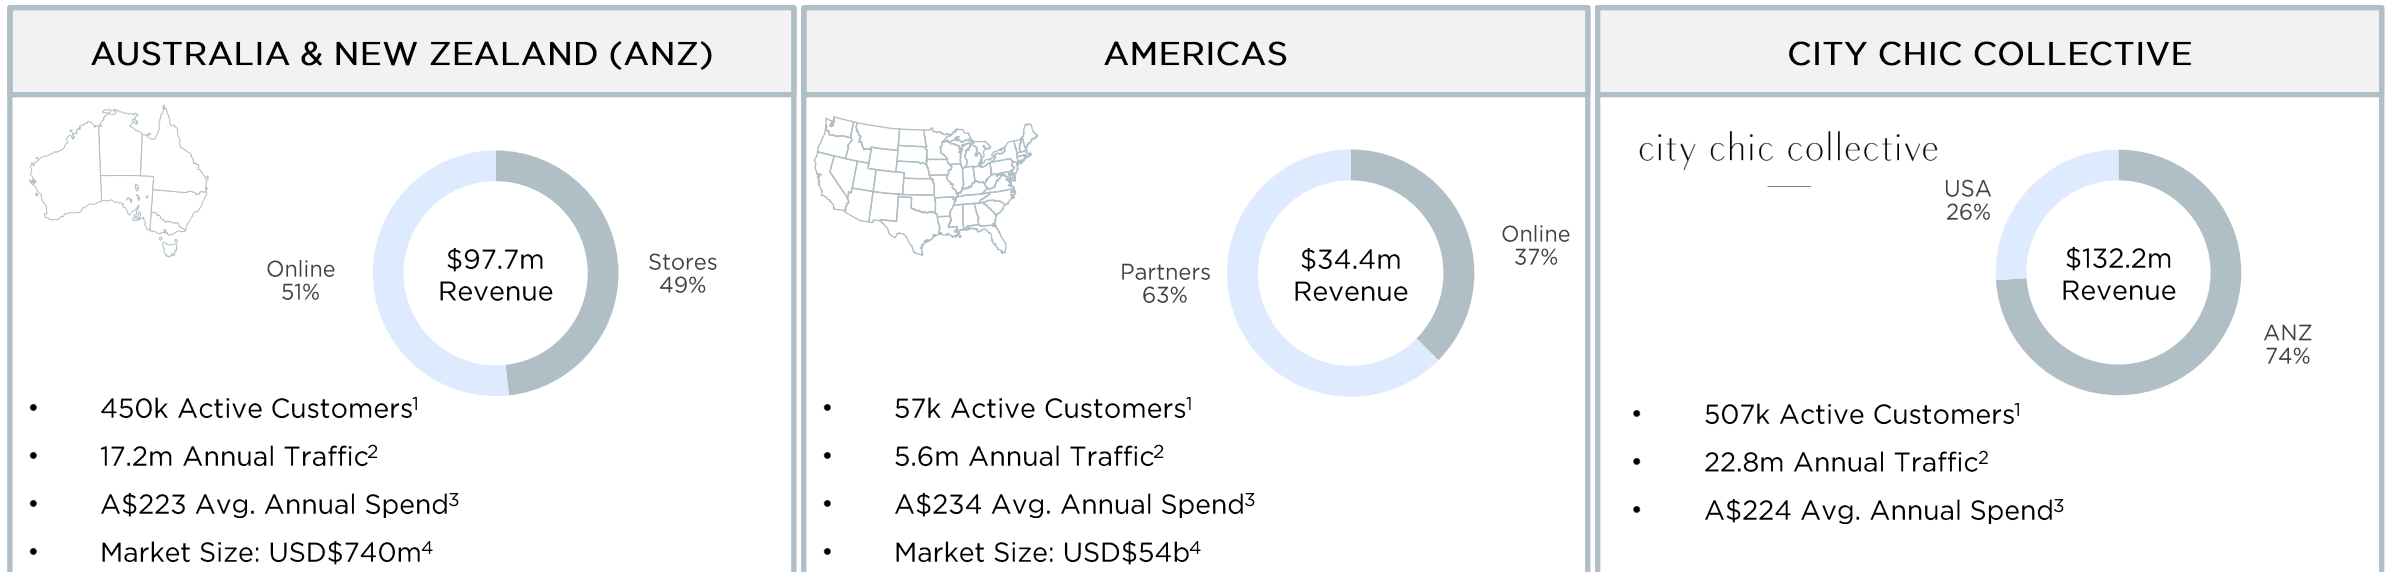 AUSTRALIA & NEW ZEALAND (ANZ)
Online
51%
$97.7m
Revenue
Stores
49%
• 450k Active Customers¹
• 17.2m Annual Traffic²
• A$223 Avg. Annual Spend³
• Market Size: USD$740m⁴
AMERICAS
Partners
63%
$34.4m
Revenue
Online
37%
• 57k Active Customers¹
• 5.6m Annual Traffic²
• A$234 Avg. Annual Spend³
• Market Size: USD$54b⁴
CITY CHIC COLLECTIVE
city chic collective
USA
26%
$132.2m
Revenue
ANZ
74%
• 507k Active Customers¹
• 22.8m Annual Traffic²
• A$224 Avg. Annual Spend³